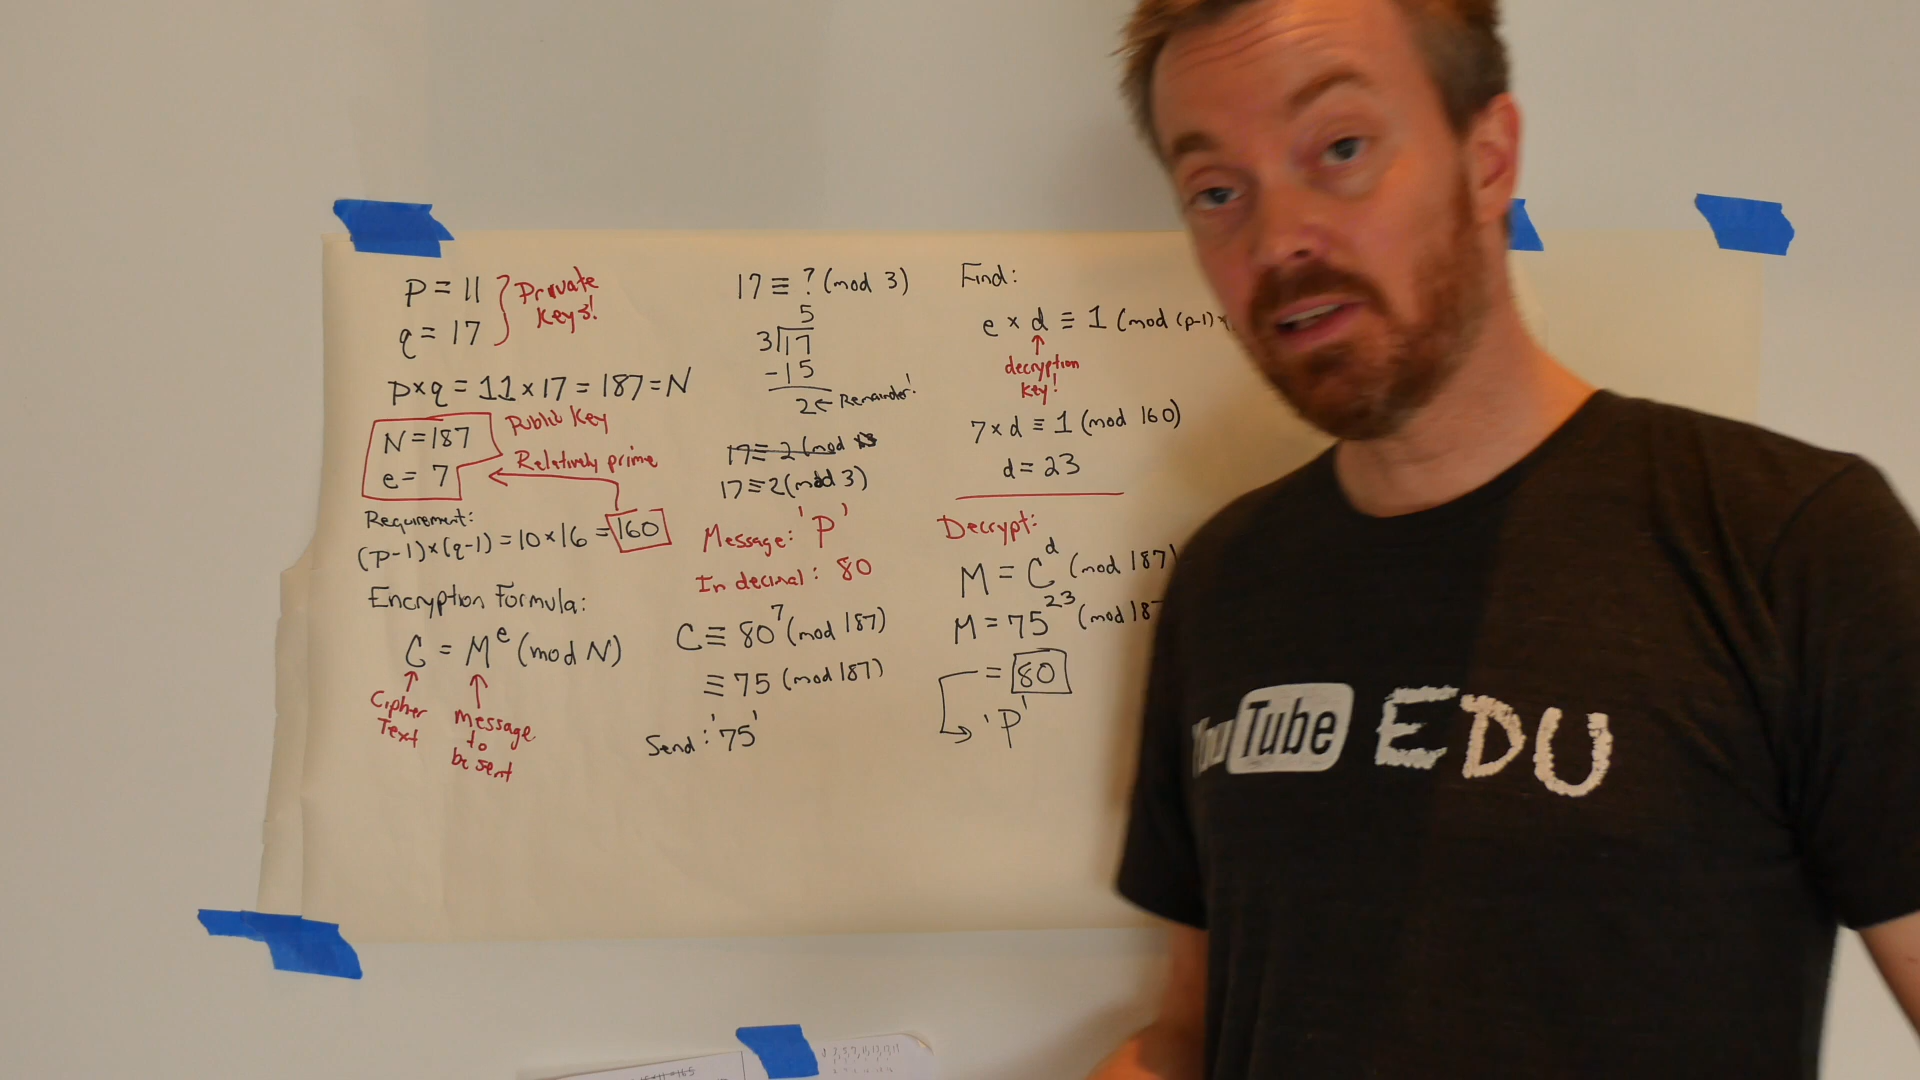 p = 11
q = 17
Private
Keys!
p×q = 11×17 = 187 = N
Public Key
N = 187
e = 7
Relatively prime
Requirement:
(p-1)×(q-1) = 10×16 = 160
Encryption Formula:
C = M^e (mod N)
Cipher
Text
Message
to
be sent
17 ≡ ? (mod 3)
5
3 17
-15
2 ← Remainder!
17 ≡ 2 (mod
17 ≡ 2 (mod 3)
Message: 'P'
In decimal: 80
C ≡ 80^7 (mod 187)
≡ 75 (mod 187)
Send: '75'
Find:
e × d ≡ 1 (mod (p-1)×
decryption
key!
7 × d ≡ 1 (mod 160)
d = 23
Decrypt:
M = C^d (mod 187)
M = 75^23 (mod 187
= 80
'P'
YouTube EDU